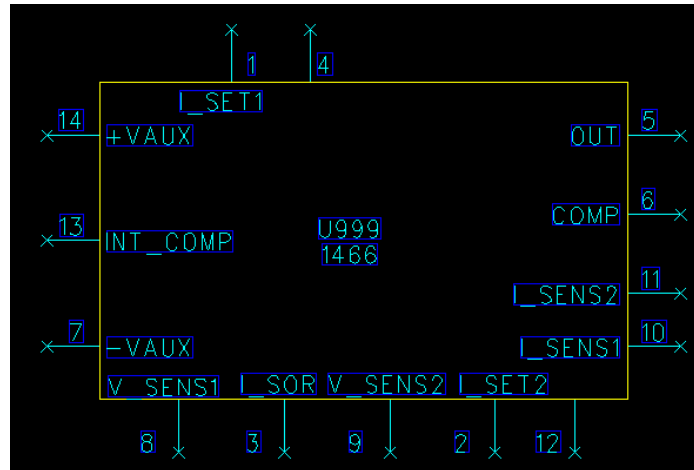 1 4
I_SET1
14 +VAUX OUT 5
COMP 6
13 INT_COMP U999
1466
I_SENS2 11
7 -VAUX I_SENS1 10
V_SENS1 I_SOR V_SENS2 I_SET2
8 3 9 2 12